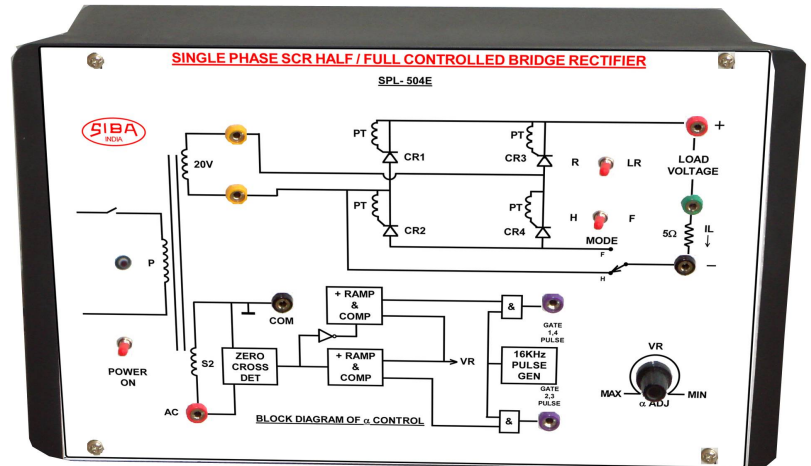 SINGLE PHASE SCR HALF / FULL CONTROLLED BRIDGE RECTIFIER
SPL- 504E
SIBA
INDIA
20V
PT
CR1
PT
CR3
R
LR
+
LOAD
VOLTAGE
PT
CR2
PT
CR4
H
F
MODE
F
H
5Ω
IL
↓
−
P
POWER
ON
S2
AC
COM
ZERO
CROSS
DET
+ RAMP
&
COMP
+ RAMP
&
COMP
VR
&
GATE
1,4
PULSE
16KHz
PULSE
GEN
GATE
2,3
PULSE
&
BLOCK DIAGRAM OF α CONTROL
VR
MAX
MIN
α ADJ